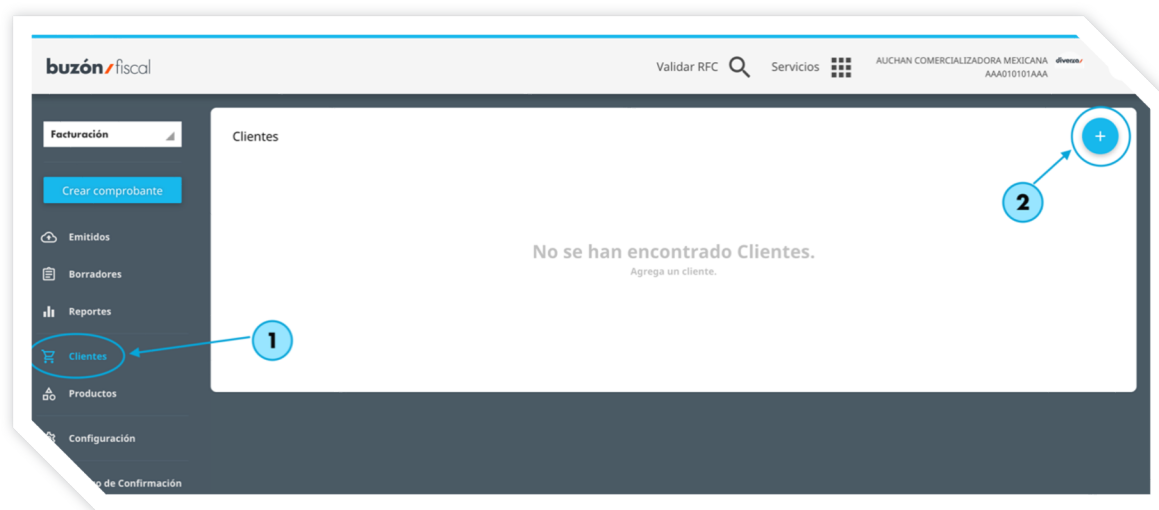 buzón/fiscal
Validar RFC
Servicios
AUCHAN COMERCIALIZADORA MEXICANA
AAA010101AAA
diverza/
Facturación
Crear comprobante
Emitidos
Borradores
Reportes
Clientes
Productos
Configuración
de Confirmación
Clientes
+
No se han encontrado Clientes.
Agrega un cliente.
1
2